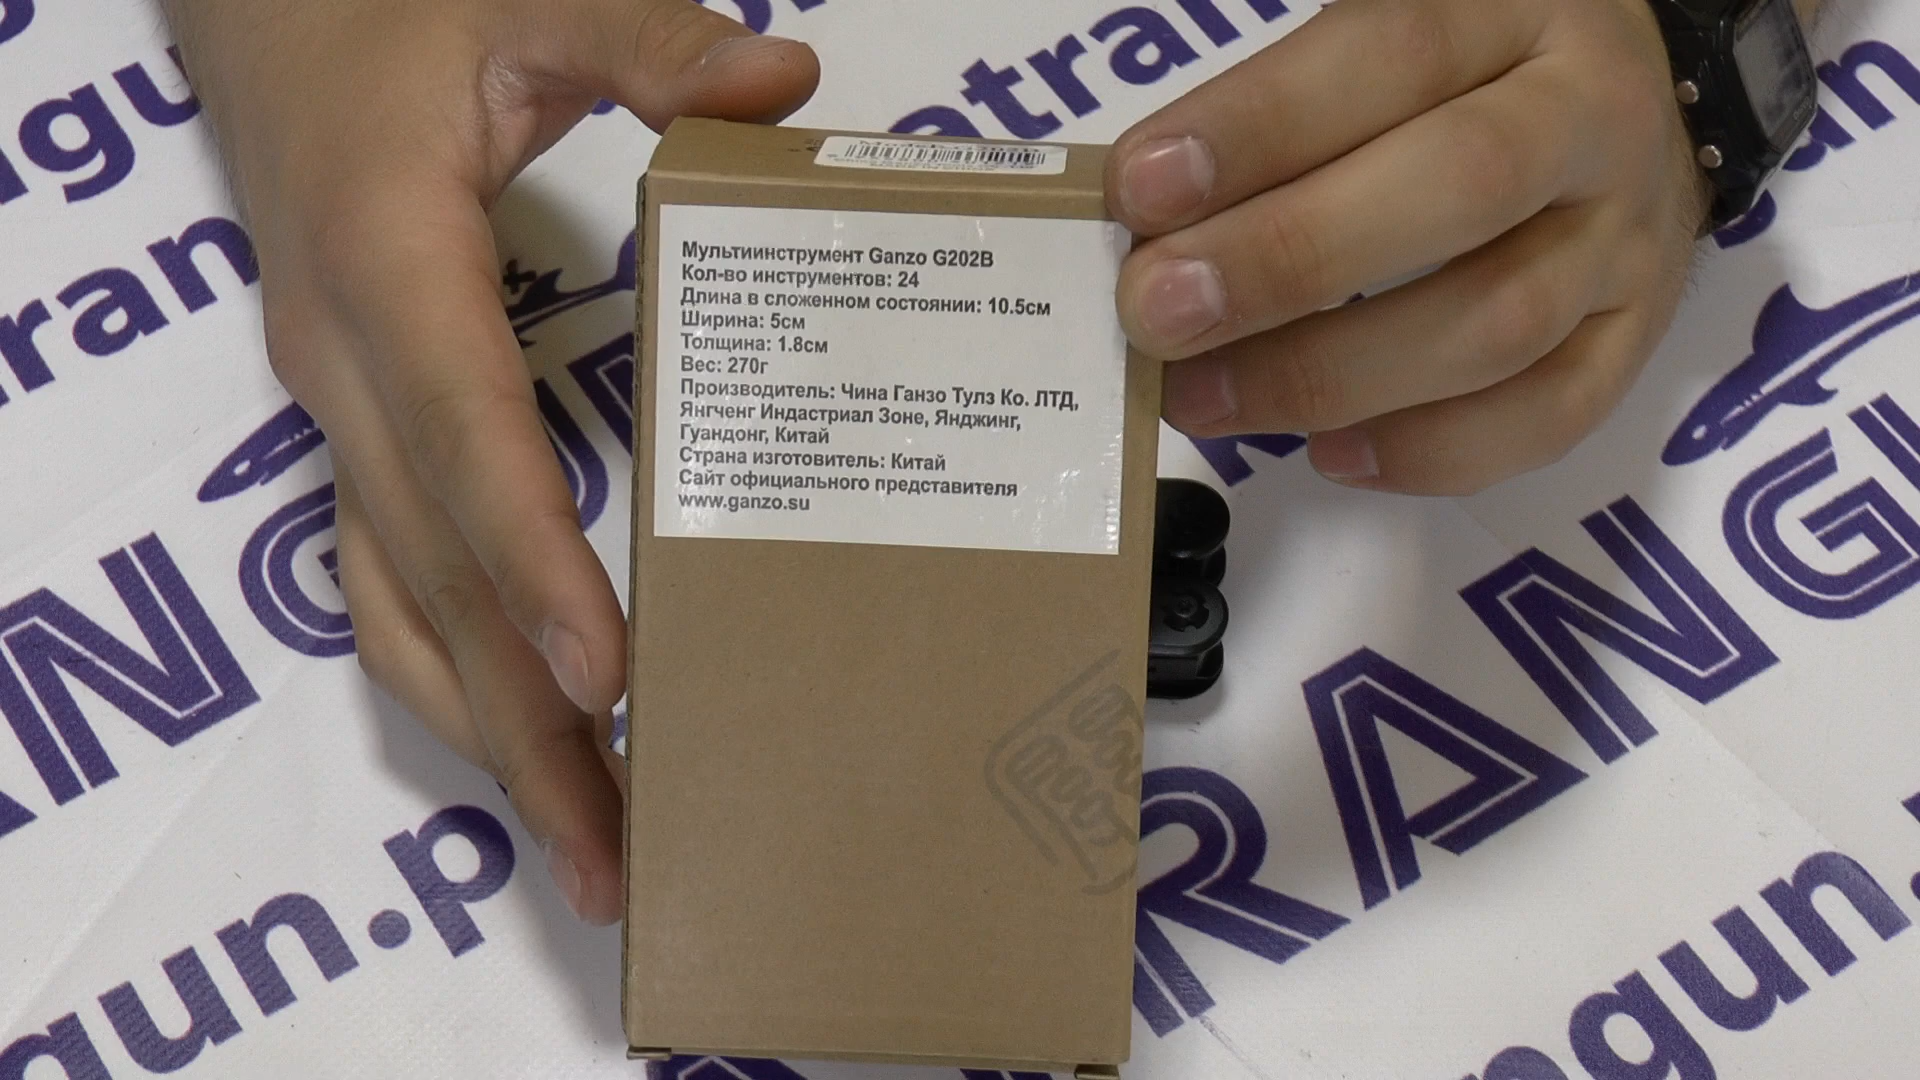 Мультиинструмент Ganzo G202B
Кол-во инструментов: 24
Длина в сложенном состоянии: 10.5см
Ширина: 5см
Толщина: 1.8см
Вес: 270г
Производитель: Чина Ганзо Тулз Ко. ЛТД,
Янгченг Индастриал Зоне, Янджинг,
Гуандонг, Китай
Страна изготовитель: Китай
Сайт официального представителя
www.ganzo.su
gun.p